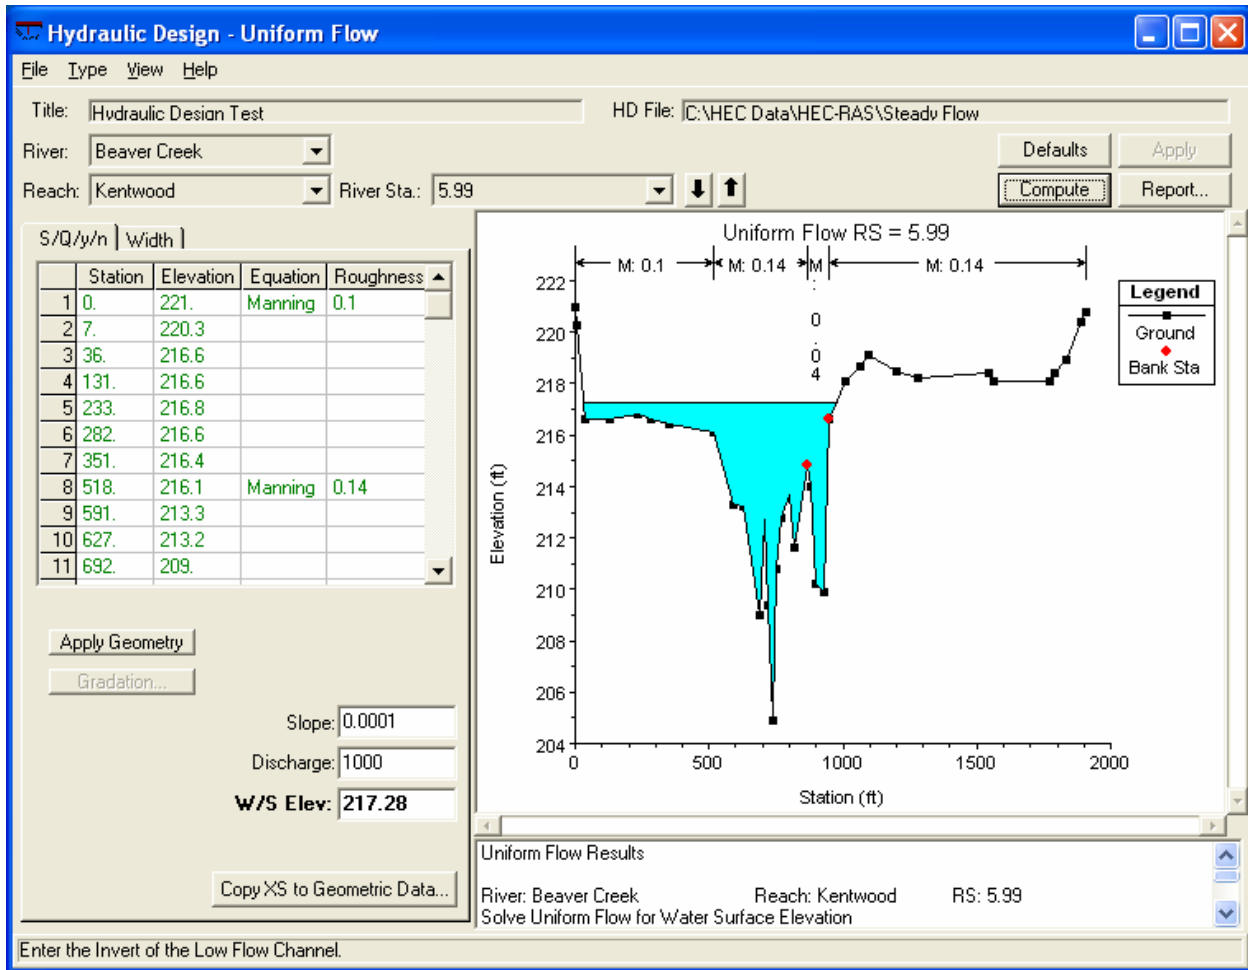 Hydraulic Design - Uniform Flow
File Type View Help
Title: Hydraulic Design Test HD File: C:\HEC Data\HEC-RAS\Steady Flow
River: Beaver Creek Defaults Apply
Reach: Kentwood River Sta.: 5.99 Compute Report...
S/Q/y/n Width
Station Elevation Equation Roughness
1 0. 221. Manning 0.1
2 7. 220.3
3 36. 216.6
4 131. 216.6
5 233. 216.8
6 282. 216.6
7 351. 216.4
8 518. 216.1 Manning 0.14
9 591. 213.3
10 627. 213.2
11 692. 209.
Apply Geometry
Gradation...
Slope: 0.0001
Discharge: 1000
W/S Elev: 217.28
Copy XS to Geometric Data...
Uniform Flow RS = 5.99
M: 0.1 M: 0.14 M : 0 . 0 4 M: 0.14
222
220
218
216
214
212
210
208
206
204
Elevation (ft)
0 500 1000 1500 2000
Station (ft)
Legend
Ground
Bank Sta
Uniform Flow Results
River: Beaver Creek Reach: Kentwood RS: 5.99
Solve Uniform Flow for Water Surface Elevation
Enter the Invert of the Low Flow Channel.